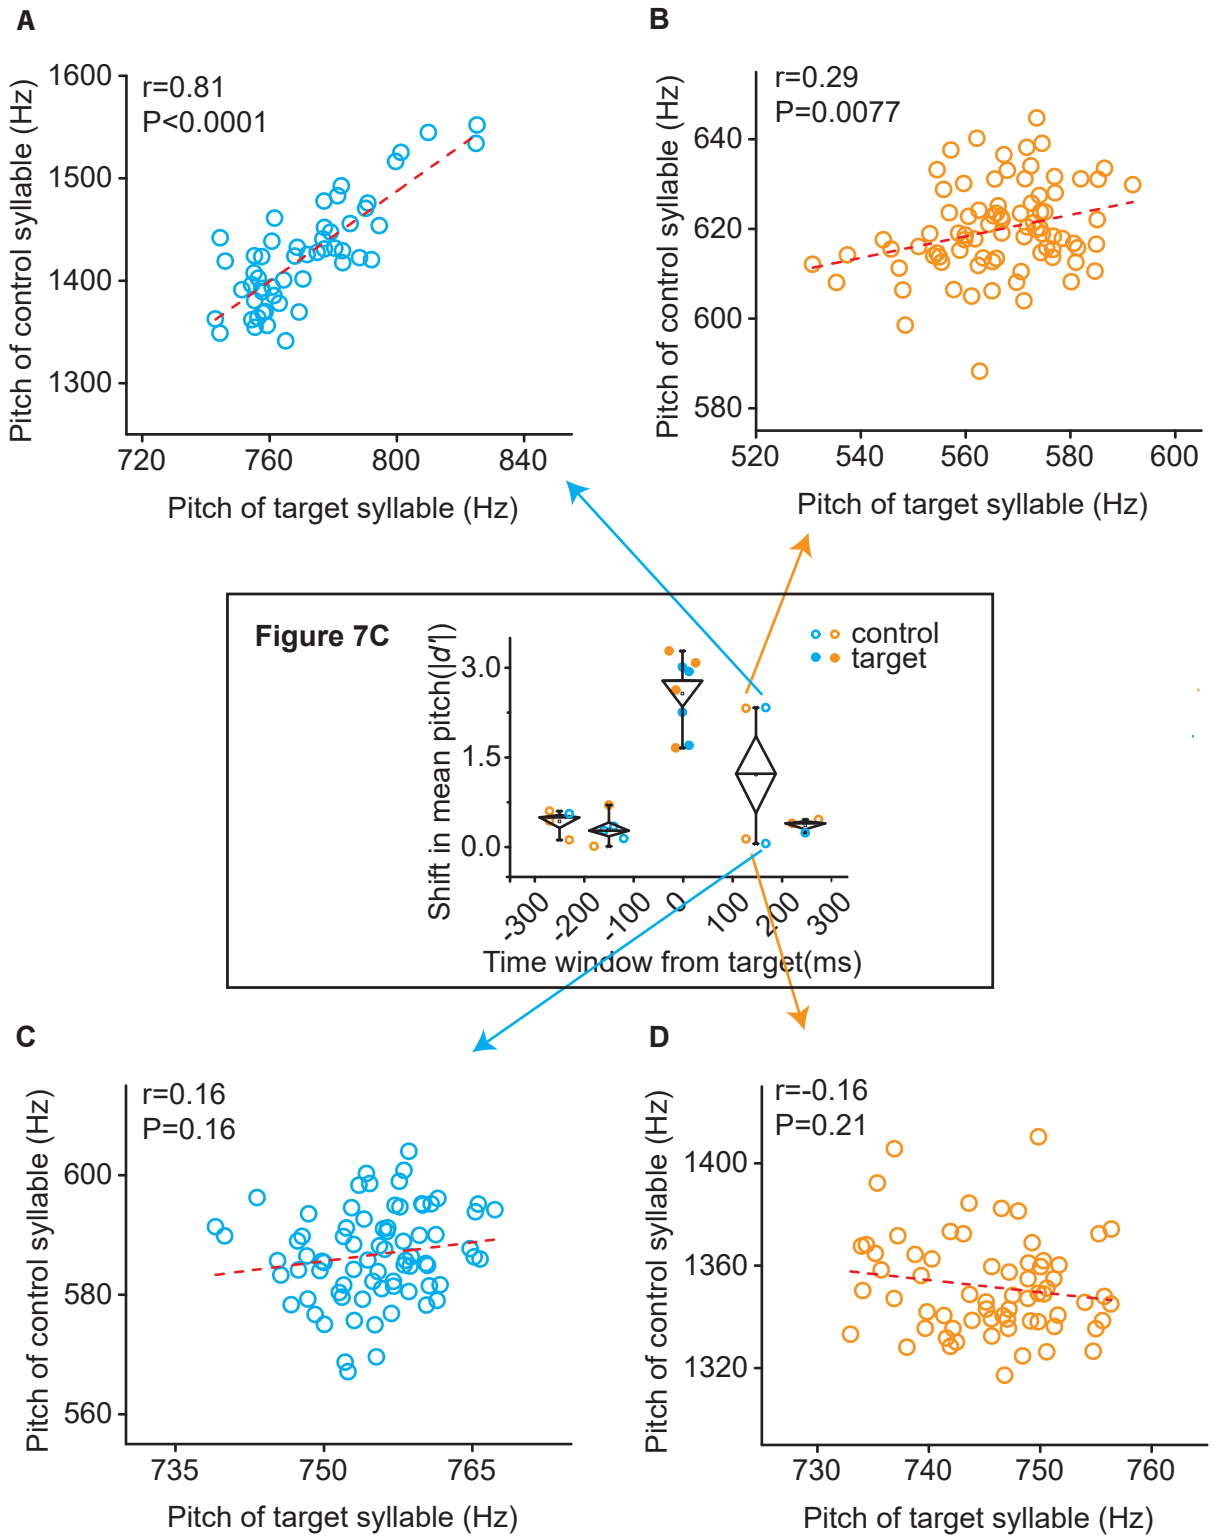 A
r=0.81
P<0.0001
Pitch of control syllable (Hz)
1600
1500
1400
1300
720 760 800 840
Pitch of target syllable (Hz)
B
r=0.29
P=0.0077
Pitch of control syllable (Hz)
640
620
600
580
520 540 560 580 600
Pitch of target syllable (Hz)
Figure 7C
control
target
Shift in mean pitch(|d'|)
3.0
1.5
0.0
-300 -200 -100 0 100 200 300
Time window from target(ms)
C
r=0.16
P=0.16
Pitch of control syllable (Hz)
600
580
560
735 750 765
Pitch of target syllable (Hz)
D
r=-0.16
P=0.21
Pitch of control syllable (Hz)
1400
1360
1320
730 740 750 760
Pitch of target syllable (Hz)